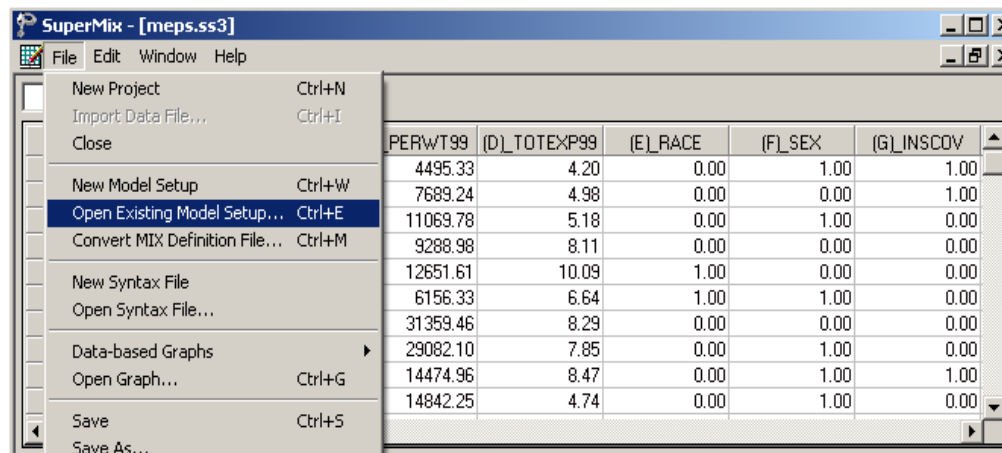 SuperMix - [meps.ss3]
File Edit Window Help
New Project Ctrl+N
Import Data File... Ctrl+I
Close
New Model Setup Ctrl+W
Open Existing Model Setup... Ctrl+E
Convert MIX Definition File... Ctrl+M
New Syntax File
Open Syntax File...
Data-based Graphs
Open Graph... Ctrl+G
Save Ctrl+S
Save As...
_PERWT99 (D)_TOTEXP99 (E)_RACE (F)_SEX (G)_INSCOV
4495.33 4.20 0.00 1.00 1.00
7689.24 4.98 0.00 0.00 1.00
11069.78 5.18 0.00 1.00 0.00
9288.98 8.11 0.00 0.00 0.00
12651.61 10.09 1.00 0.00 0.00
6156.33 6.64 1.00 1.00 0.00
31359.46 8.29 0.00 0.00 0.00
29082.10 7.85 0.00 1.00 0.00
14474.96 8.47 0.00 1.00 1.00
14842.25 4.74 0.00 1.00 0.00